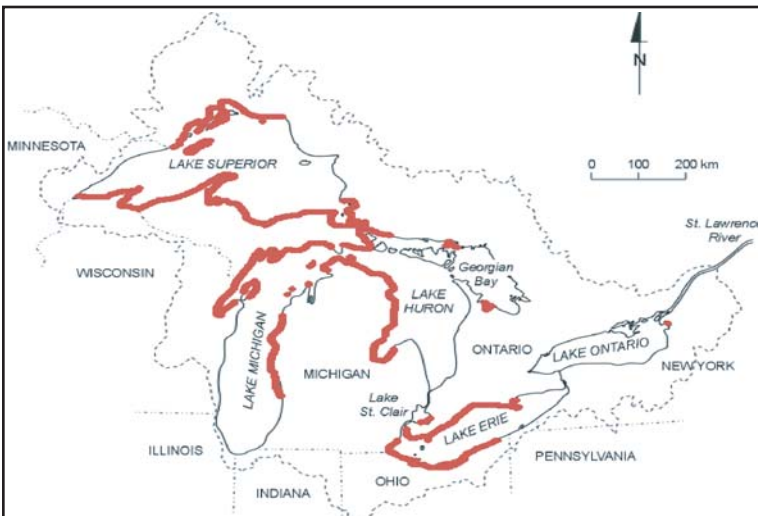 N
MINNESOTA
LAKE SUPERIOR
0 100 200 km
St. Lawrence
River
WISCONSIN
Georgian
Bay
LAKE
HURON
LAKE MICHIGAN
ONTARIO
LAKE ONTARIO
MICHIGAN
NEW YORK
Lake
St. Clair
LAKE ERIE
ILLINOIS
PENNSYLVANIA
OHIO
INDIANA